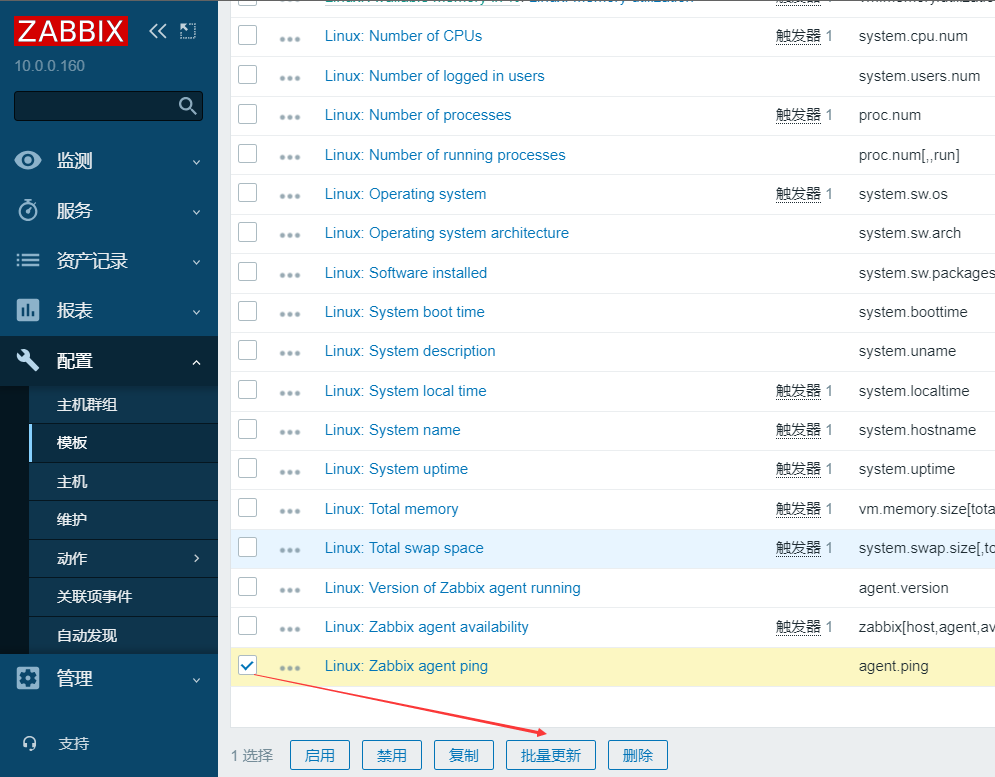 ZABBIX
10.0.0.160
监测
服务
资产记录
报表
配置
主机群组
模板
主机
维护
动作
关联项事件
自动发现
管理
支持
Linux: Number of CPUs 触发器 1 system.cpu.num
Linux: Number of logged in users system.users.num
Linux: Number of processes 触发器 1 proc.num
Linux: Number of running processes proc.num[,,run]
Linux: Operating system 触发器 1 system.sw.os
Linux: Operating system architecture system.sw.arch
Linux: Software installed system.sw.packages
Linux: System boot time system.boottime
Linux: System description system.uname
Linux: System local time 触发器 1 system.localtime
Linux: System name 触发器 1 system.hostname
Linux: System uptime 触发器 1 system.uptime
Linux: Total memory 触发器 1 vm.memory.size[tota
Linux: Total swap space 触发器 1 system.swap.size[,to
Linux: Version of Zabbix agent running agent.version
Linux: Zabbix agent availability 触发器 1 zabbix[host,agent,av
Linux: Zabbix agent ping agent.ping
1 选择 启用 禁用 复制 批量更新 删除